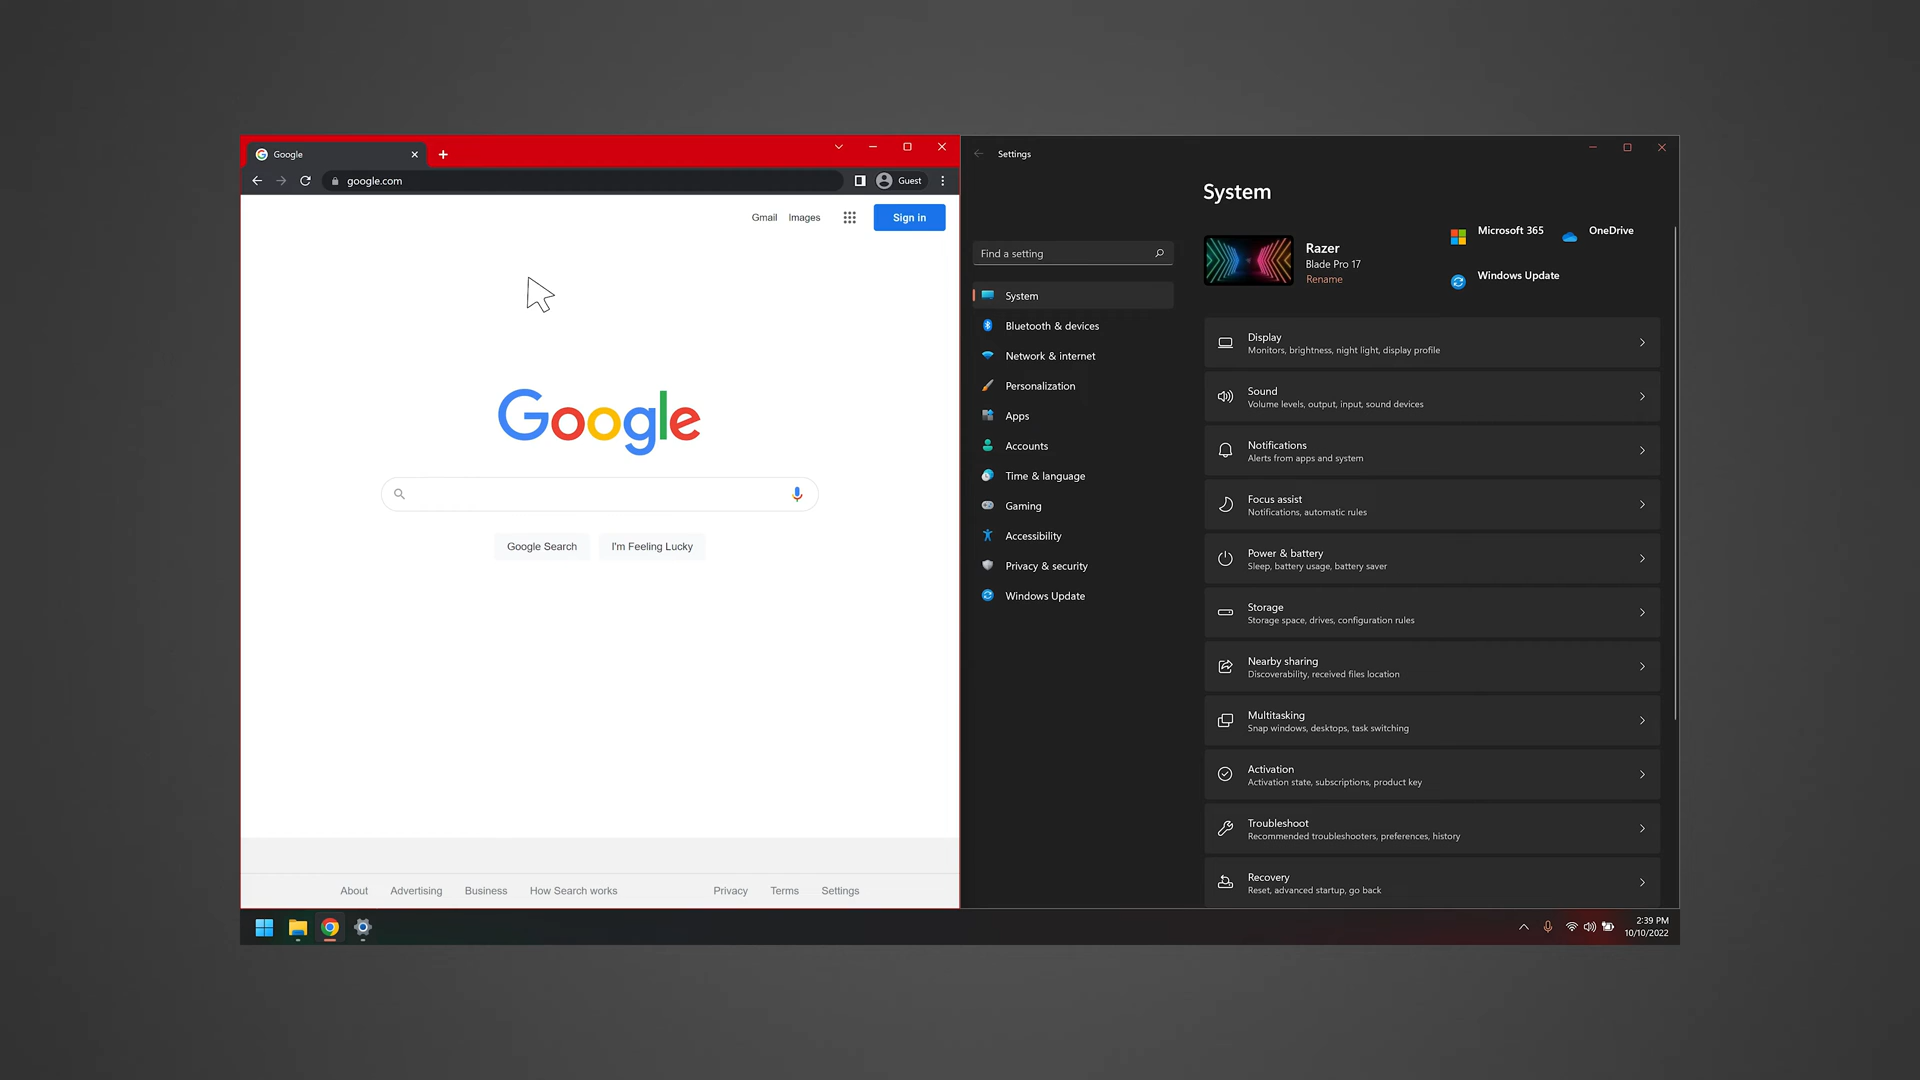 Google
google.com
Guest
Gmail
Images
Sign in
Google
Google Search
I'm Feeling Lucky
About
Advertising
Business
How Search works
Privacy
Terms
Settings
Settings
Find a setting
System
Bluetooth & devices
Network & internet
Personalization
Apps
Accounts
Time & language
Gaming
Accessibility
Privacy & security
Windows Update
System
Razer
Blade Pro 17
Rename
Microsoft 365
OneDrive
Windows Update
Display
Monitors, brightness, night light, display profile
Sound
Volume levels, output, input, sound devices
Notifications
Alerts from apps and system
Focus assist
Notifications, automatic rules
Power & battery
Sleep, battery usage, battery saver
Storage
Storage space, drives, configuration rules
Nearby sharing
Discoverability, received files location
Multitasking
Snap windows, desktops, task switching
Activation
Activation state, subscriptions, product key
Troubleshoot
Recommended troubleshooters, preferences, history
Recovery
Reset, advanced startup, go back
2:39 PM
10/10/2022